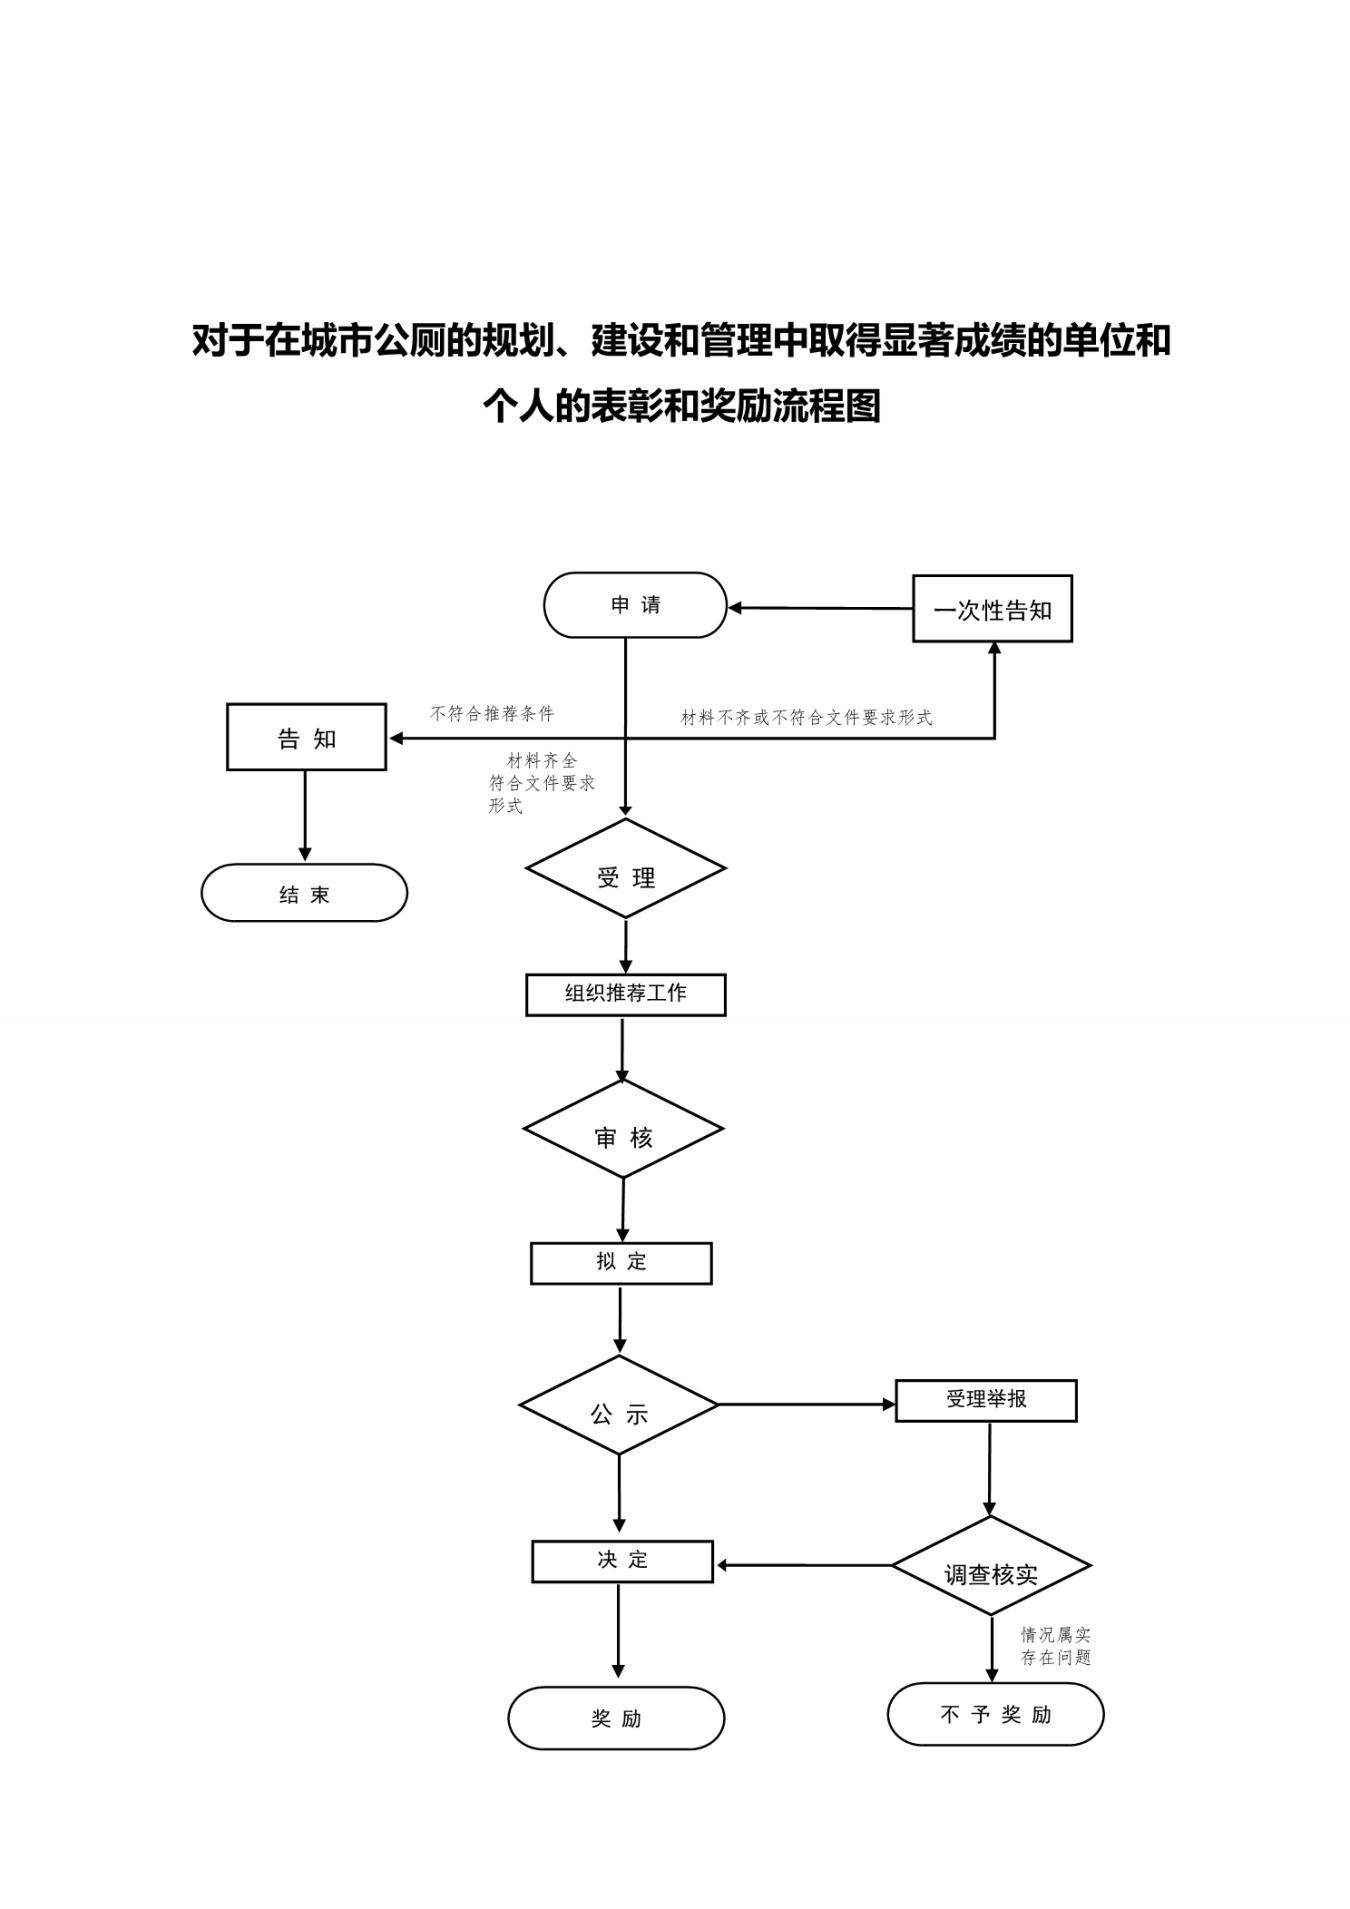 对于在城市公厕的规划、建设和管理中取得显著成绩的单位和
个人的表彰和奖励流程图
申 请
一次性告知
不符合推荐条件
材料不齐或不符合文件要求形式
告 知
材料齐全
符合文件要求
形式
受 理
结 束
组织推荐工作
审 核
拟 定
公 示
受理举报
决 定
调查核实
情况属实
存在问题
奖 励
不 予 奖 励